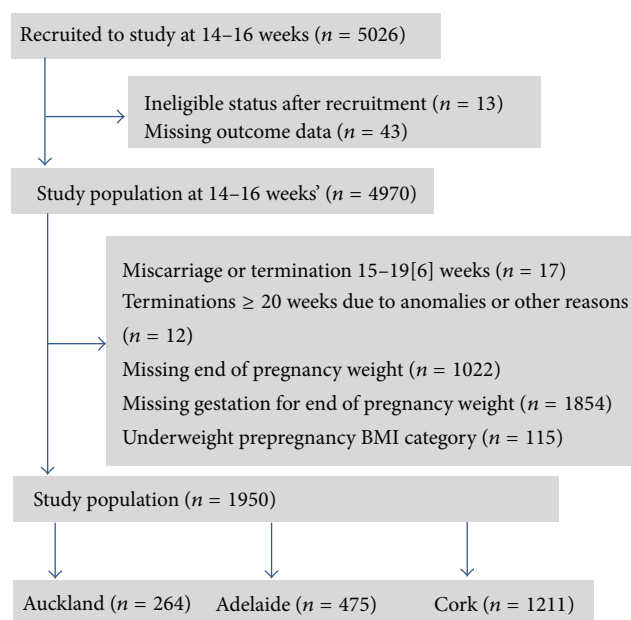 Recruited to study at 14–16 weeks (n = 5026)
Ineligible status after recruitment (n = 13)
Missing outcome data (n = 43)
Study population at 14–16 weeks’ (n = 4970)
Miscarriage or termination 15–19[6] weeks (n = 17)
Terminations ≥ 20 weeks due to anomalies or other reasons
(n = 12)
Missing end of pregnancy weight (n = 1022)
Missing gestation for end of pregnancy weight (n = 1854)
Underweight prepregnancy BMI category (n = 115)
Study population (n = 1950)
Auckland (n = 264) Adelaide (n = 475) Cork (n = 1211)